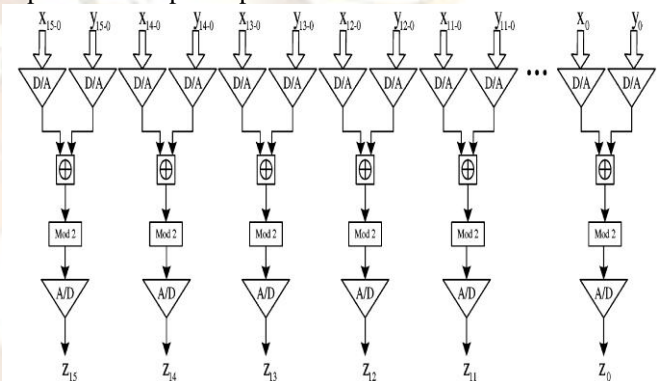 x15-0 y15-0 x14-0 y14-0 x13-0 y13-0 x12-0 y12-0 x11-0 y11-0 x0 y0
D/A D/A D/A D/A D/A D/A D/A D/A D/A D/A ••• D/A D/A
Mod 2 Mod 2 Mod 2 Mod 2 Mod 2 Mod 2
A/D A/D A/D A/D A/D A/D
z15 z14 z13 z12 z11 z0